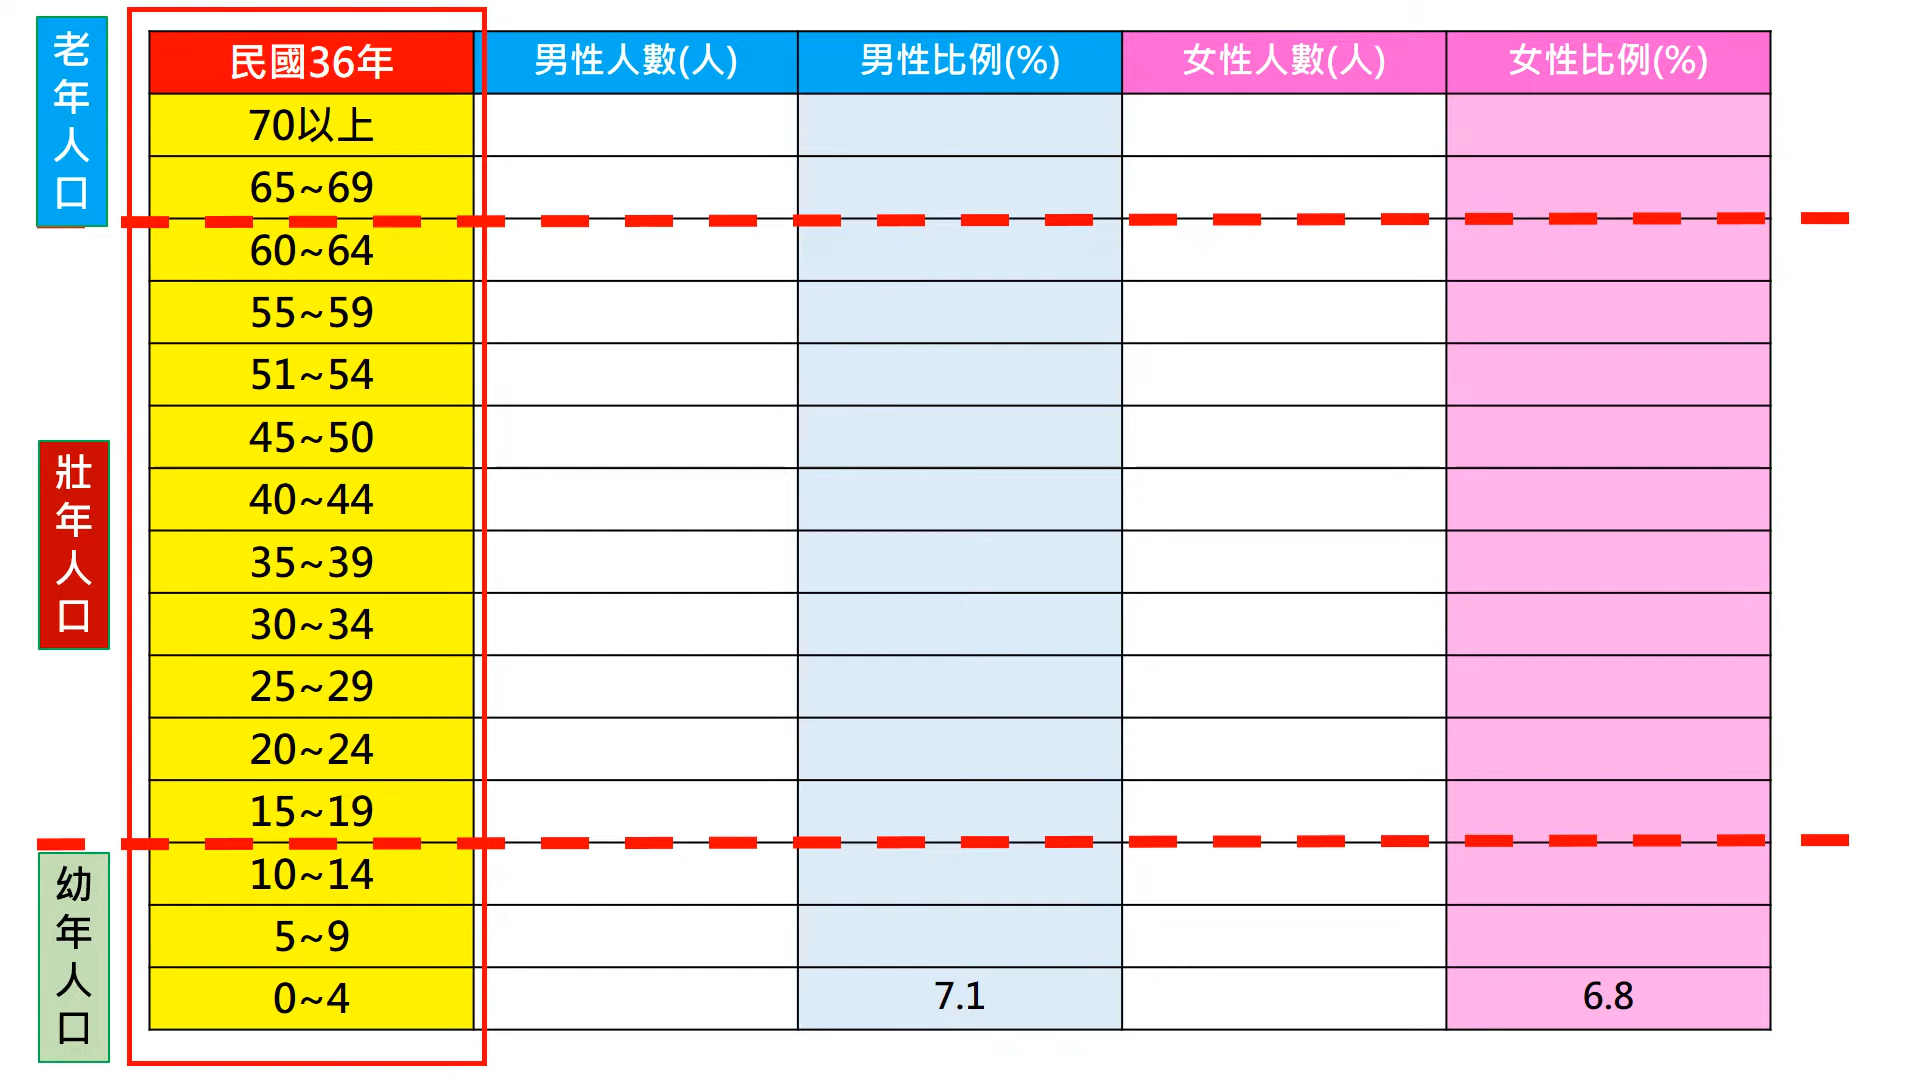 老年人口
壯年人口
幼年人口
民國36年 男性人數(人) 男性比例(%) 女性人數(人) 女性比例(%)
70以上
65~69
60~64
55~59
51~54
45~50
40~44
35~39
30~34
25~29
20~24
15~19
10~14
5~9
0~4 7.1 6.8